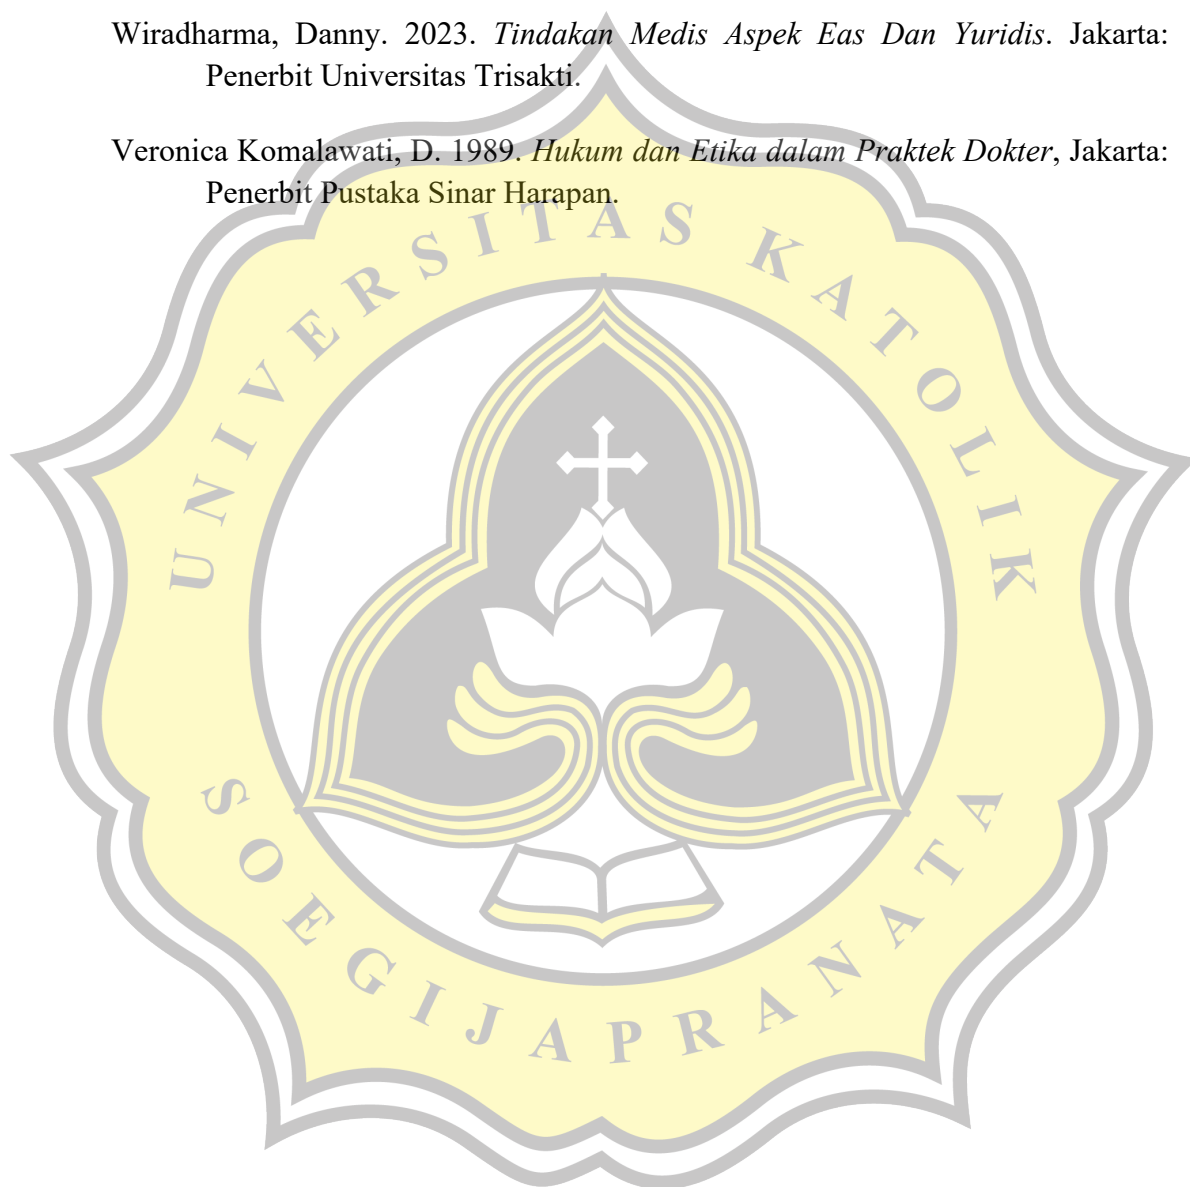 Wiradharma, Danny. 2023. Tindakan Medis Aspek Eas Dan Yuridis. Jakarta:
Penerbit Universitas Trisakti.
Veronica Komalawati, D. 1989. Hukum dan Etika dalam Praktek Dokter, Jakarta:
Penerbit Pustaka Sinar Harapan.
UNIVERSITAS KATOLIK
SOEGIJAPRANATA